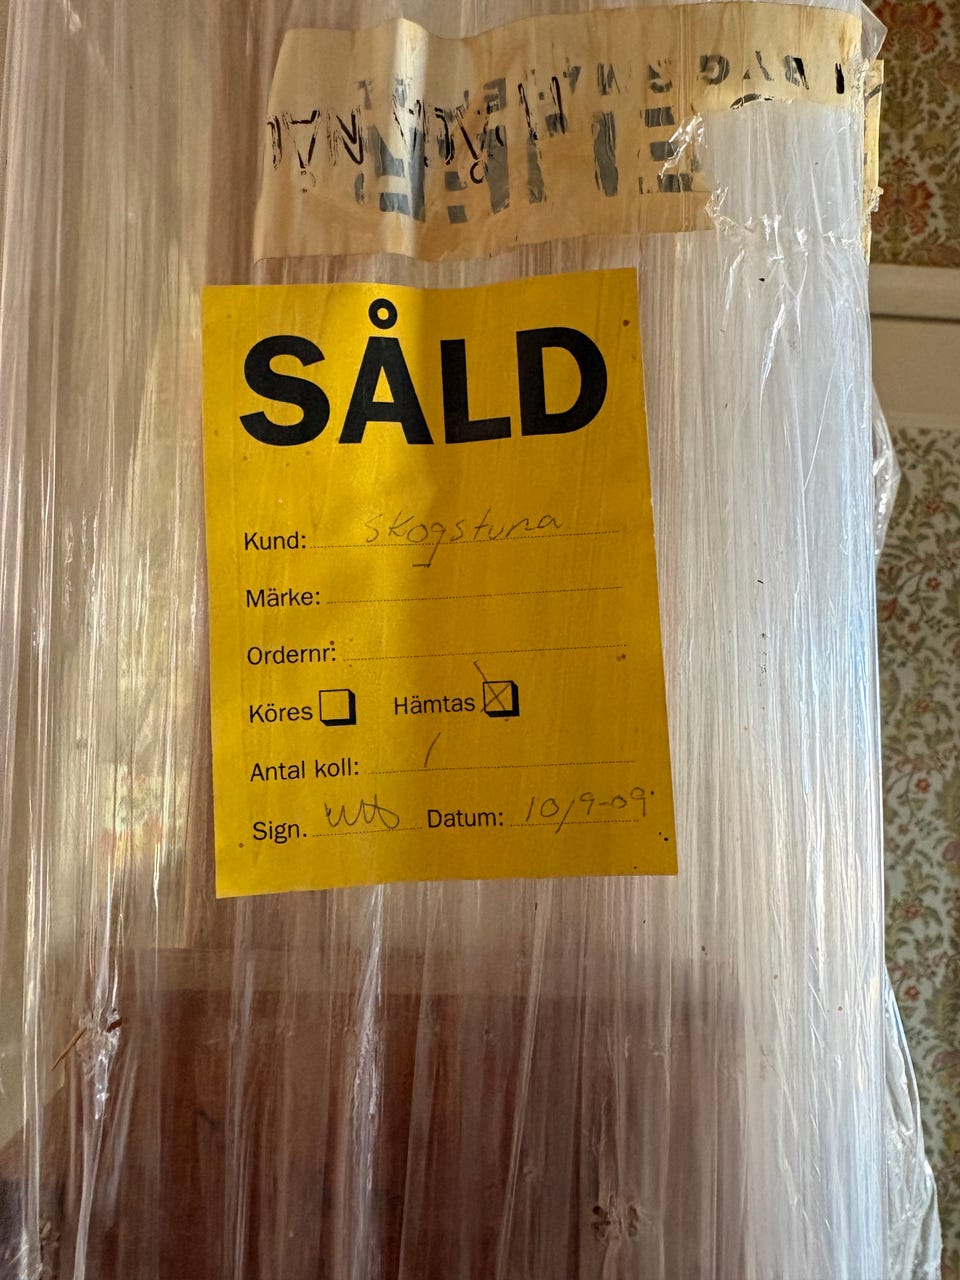 SÅLD
Kund: Skogstuna
Märke:
Ordernr:
Köres Hämtas
Antal koll: 1
Sign. Datum: 10/9-09